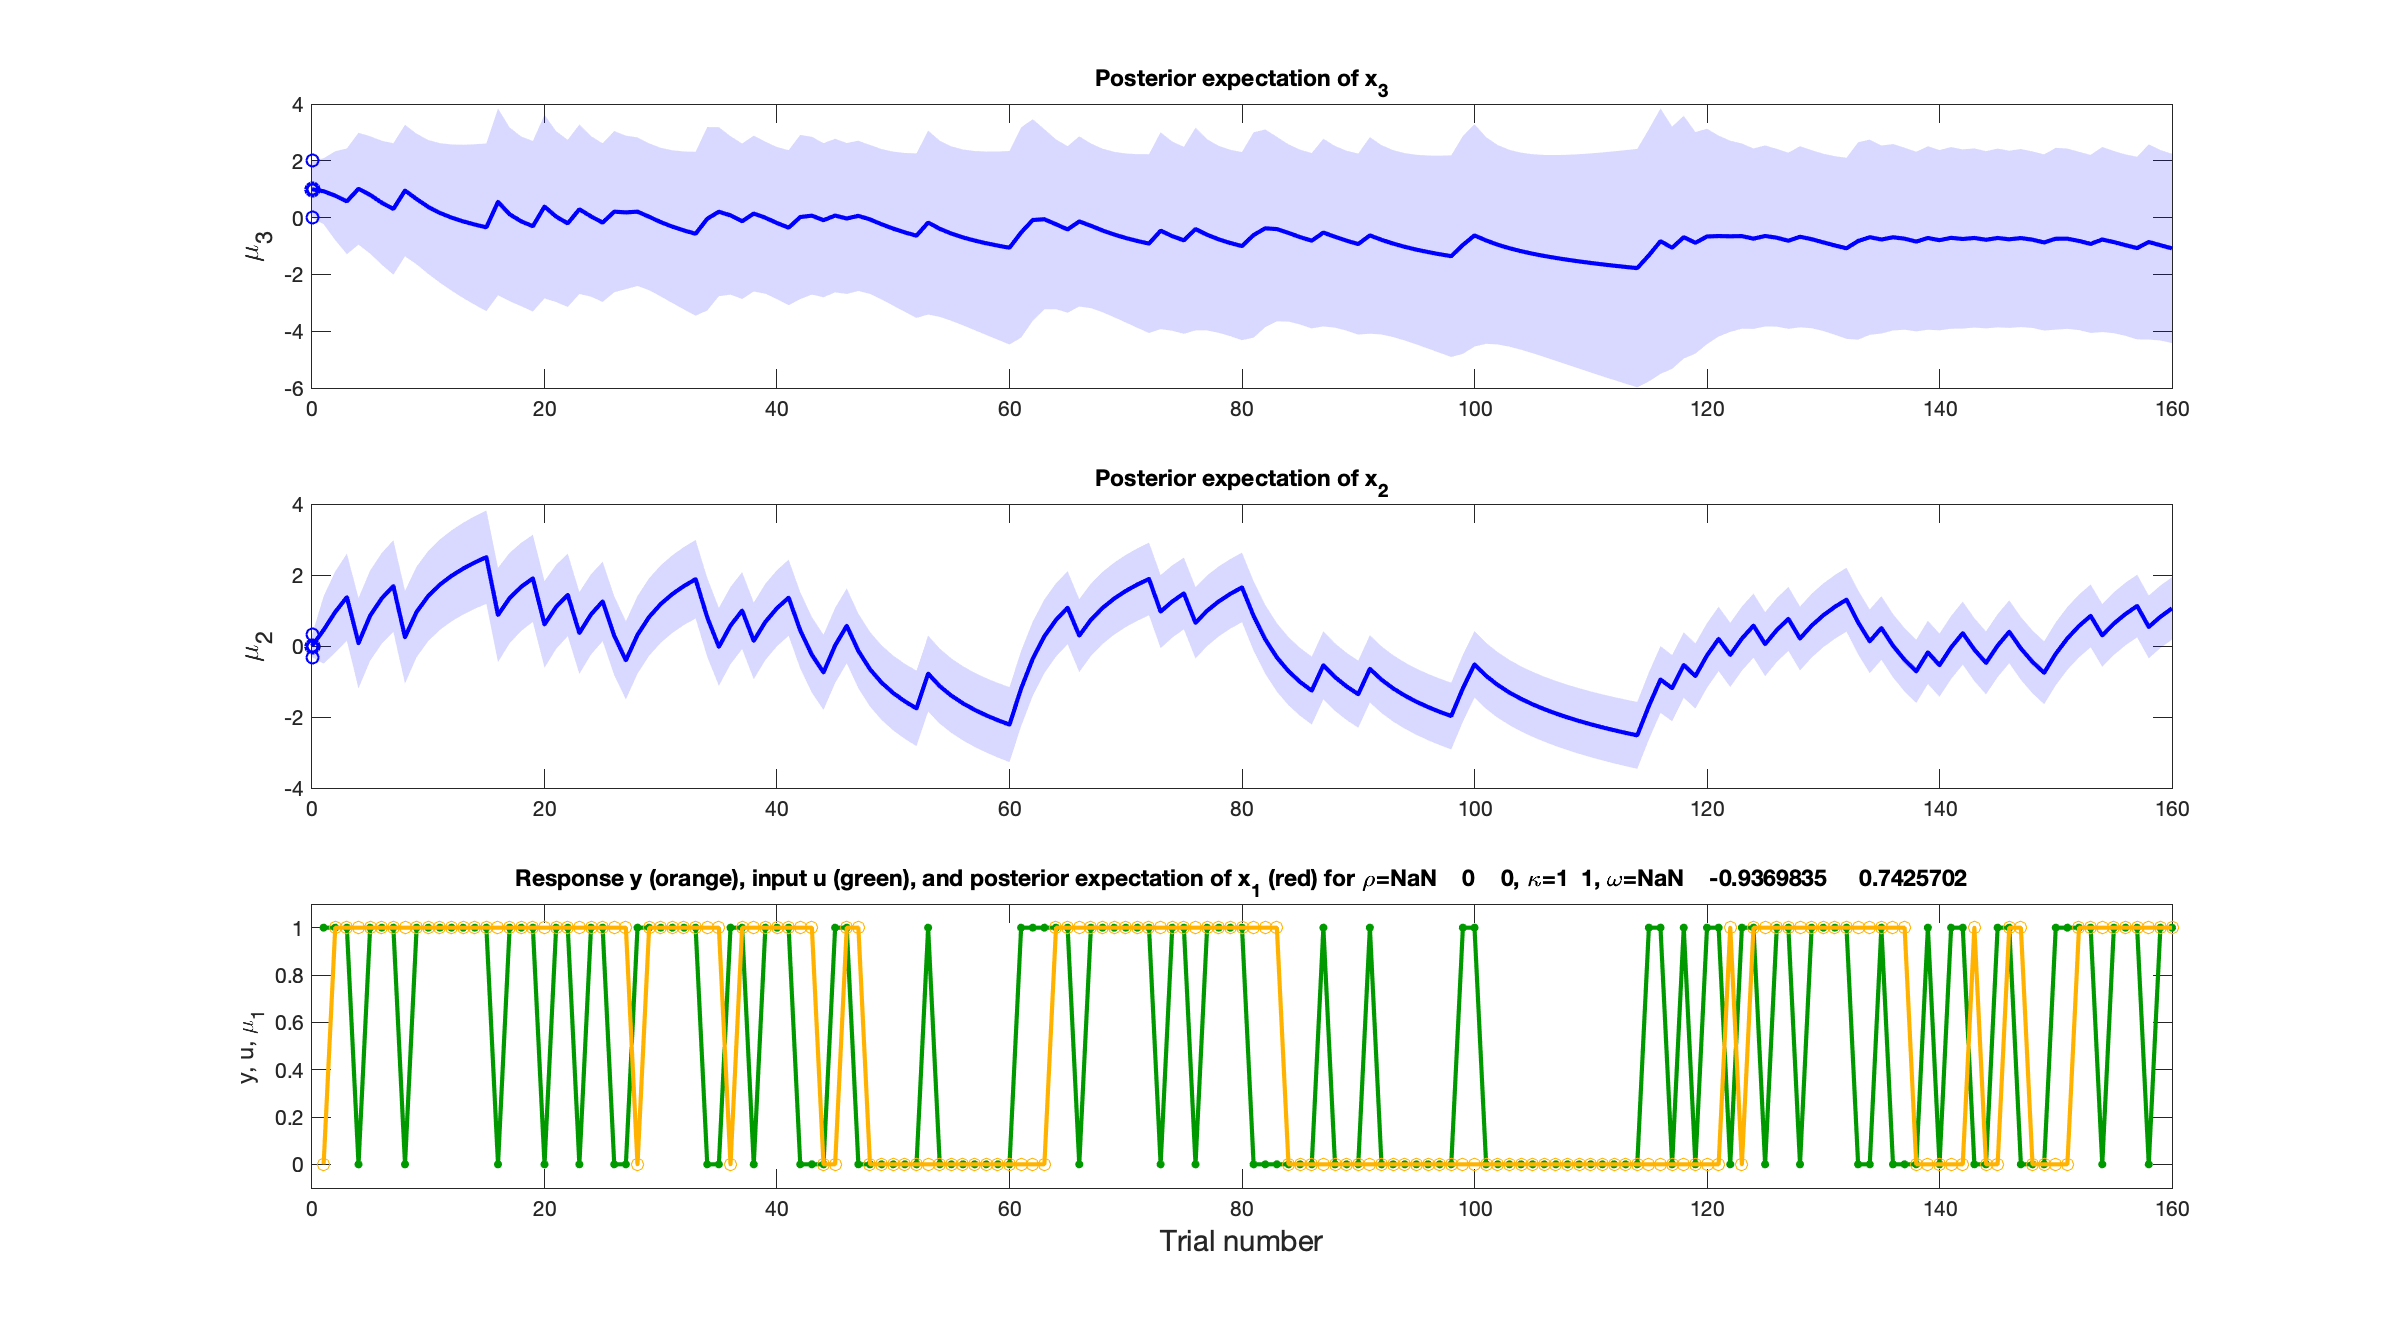 Posterior expectation of x3
4
2
0
-2
-4
-6
μ3
0 20 40 60 80 100 120 140 160
Posterior expectation of x2
4
2
0
-2
-4
μ2
0 20 40 60 80 100 120 140 160
Response y (orange), input u (green), and posterior expectation of x1 (red) for ρ=NaN 0 0, κ=1 1, ω=NaN -0.9369835 0.7425702
1
0.8
0.6
0.4
0.2
0
y, u, μ1
0 20 40 60 80 100 120 140 160
Trial number